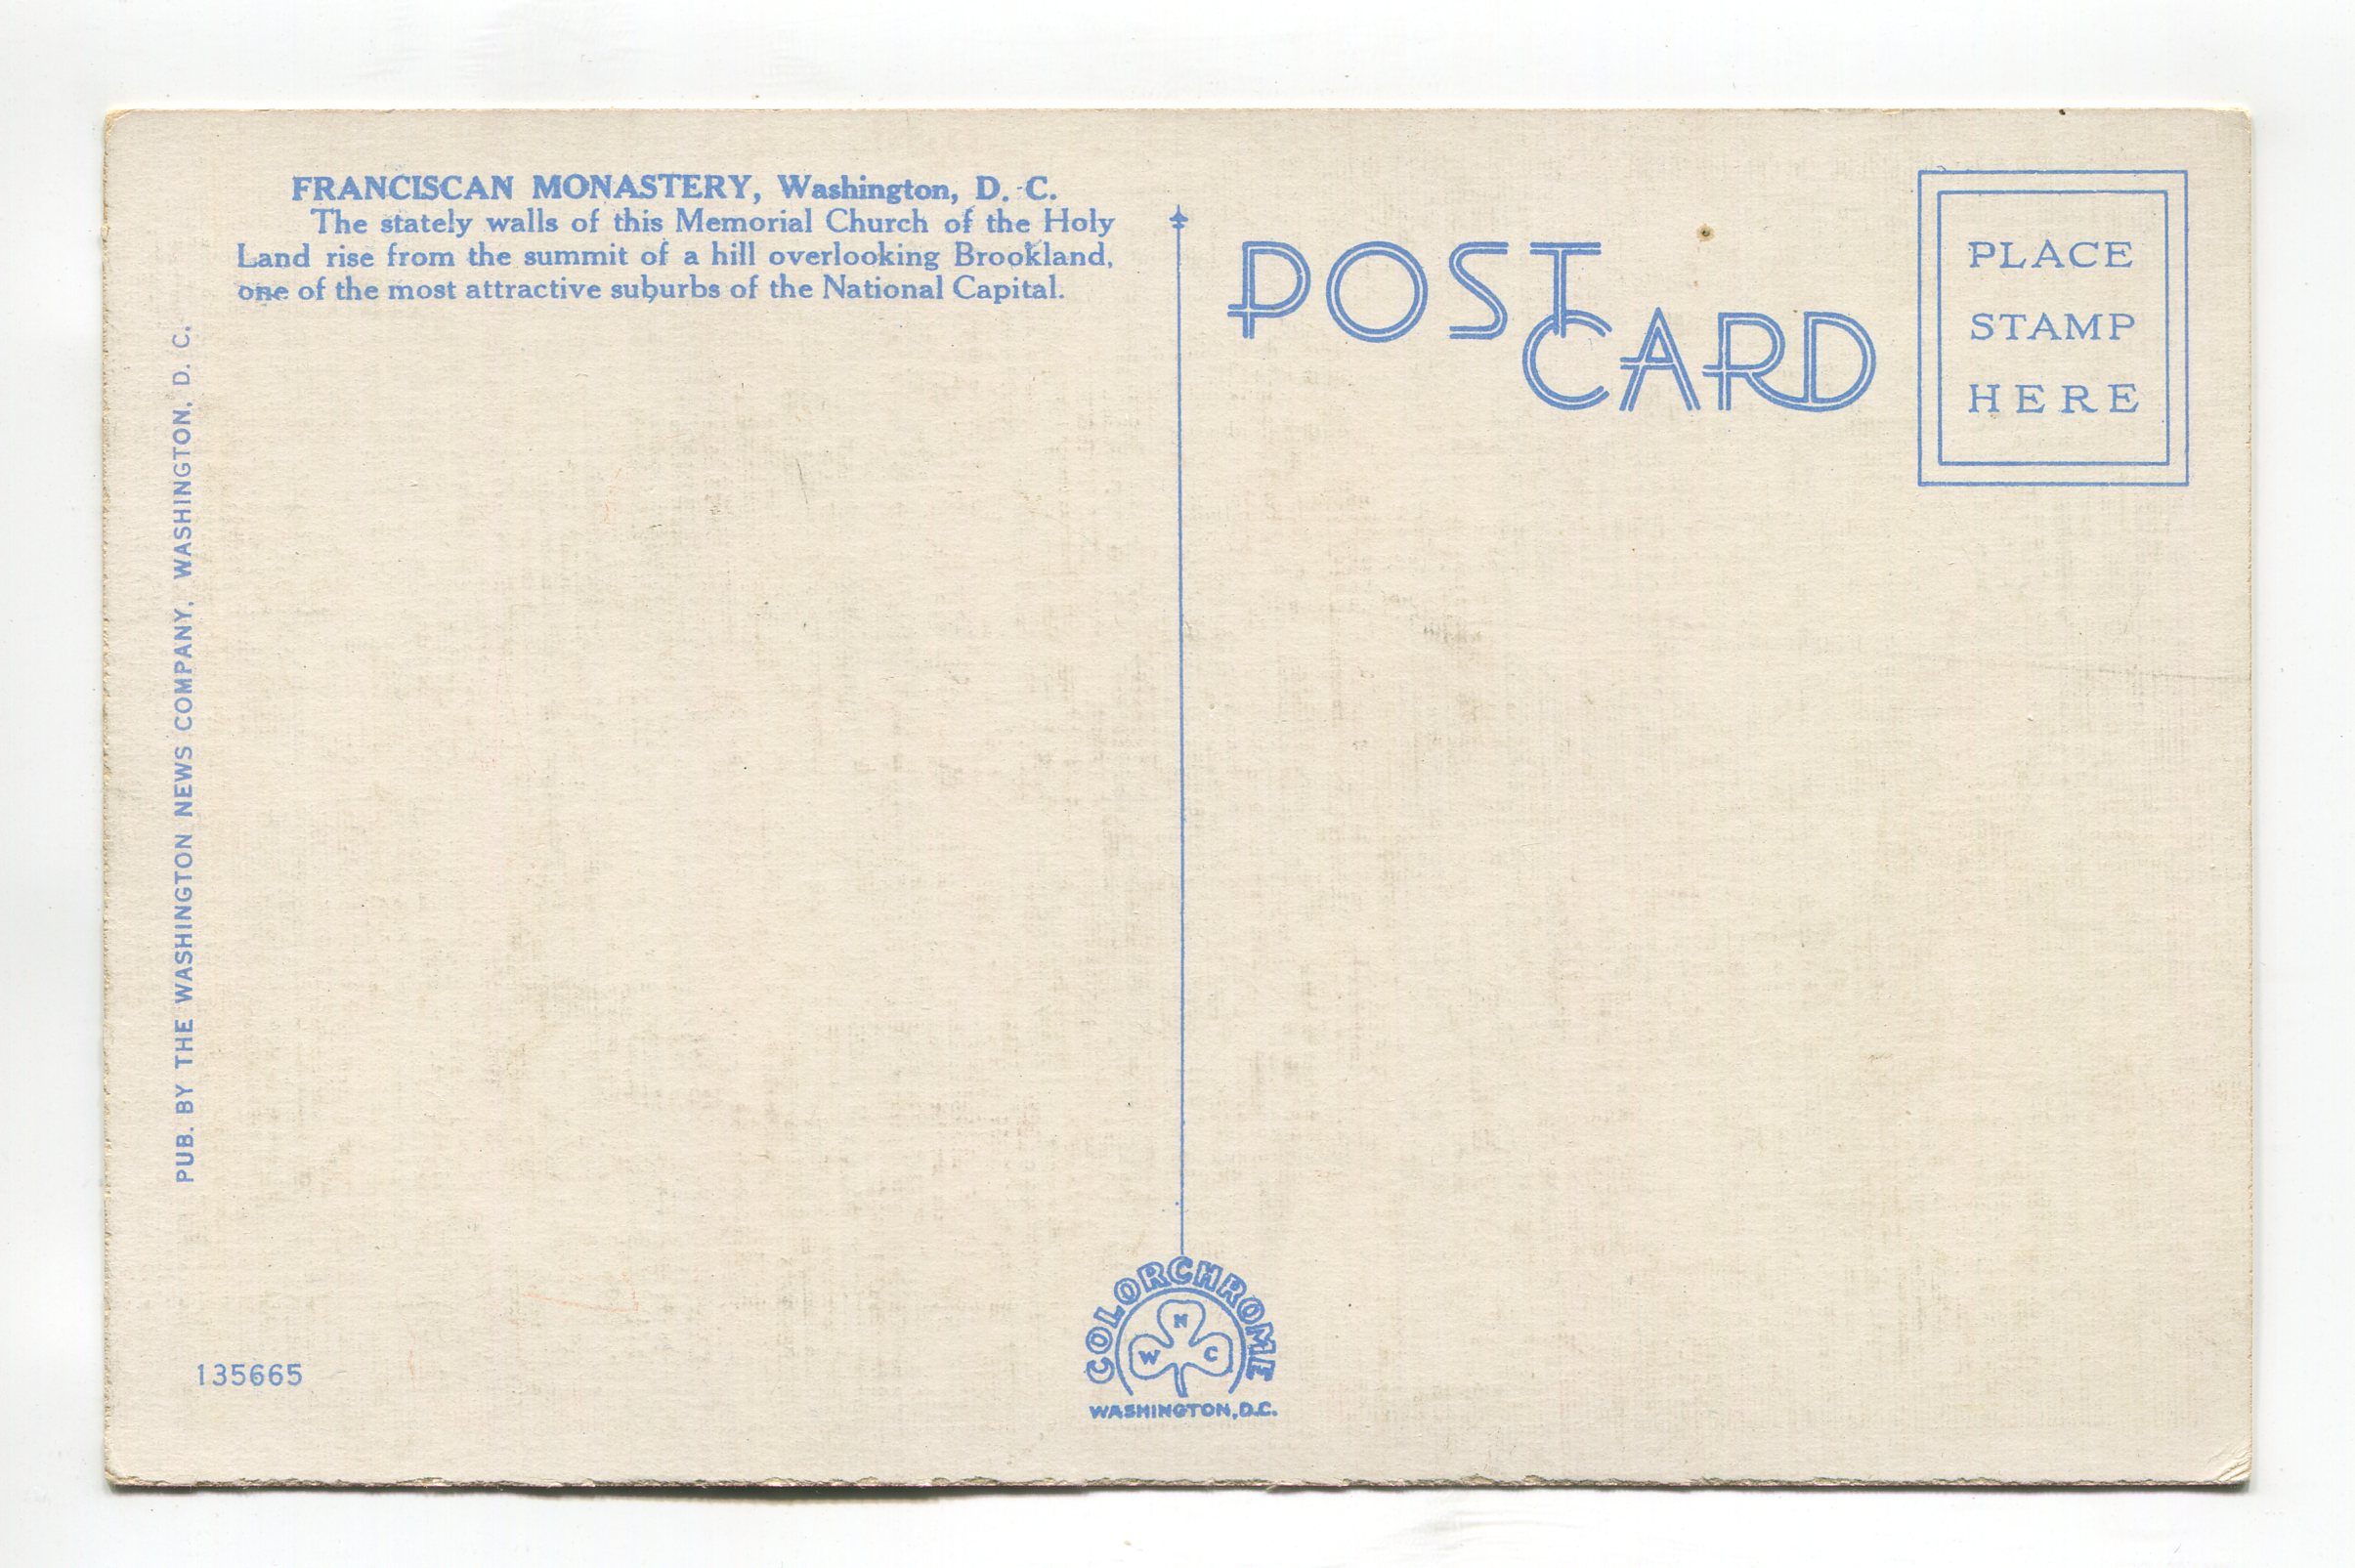 FRANCISCAN MONASTERY, Washington, D. C.
The stately walls of this Memorial Church of the Holy
Land rise from the summit of a hill overlooking Brookland,
one of the most attractive suburbs of the National Capital.
PUB. BY THE WASHINGTON NEWS COMPANY, WASHINGTON, D. C.
135665
POST
CARD
PLACE
STAMP
HERE
COLORCHROME
N
W C
WASHINGTON, D.C.